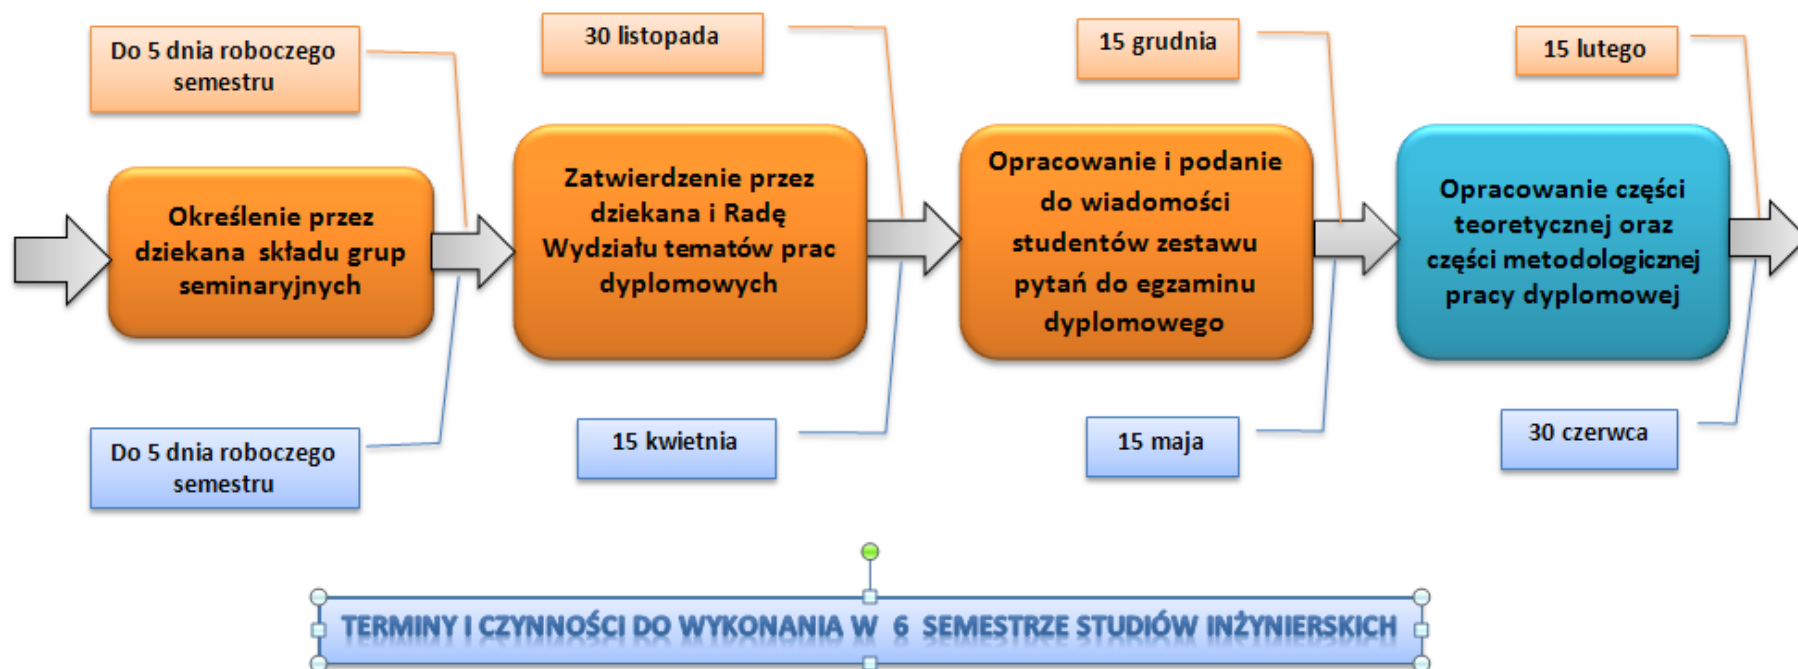 Do 5 dnia roboczego
semestru
30 listopada
15 grudnia
15 lutego
Określenie przez
dziekana składu grup
seminaryjnych
Zatwierdzenie przez
dziekana i Radę
Wydziału tematów prac
dyplomowych
Opracowanie i podanie
do wiadomości
studentów zestawu
pytań do egzaminu
dyplomowego
Opracowanie części
teoretycznej oraz
części metodologicznej
pracy dyplomowej
Do 5 dnia roboczego
semestru
15 kwietnia
15 maja
30 czerwca
TERMINY I CZYNNOŚCI DO WYKONANIA W 6 SEMESTRZE STUDIÓW INŻYNIERSKICH